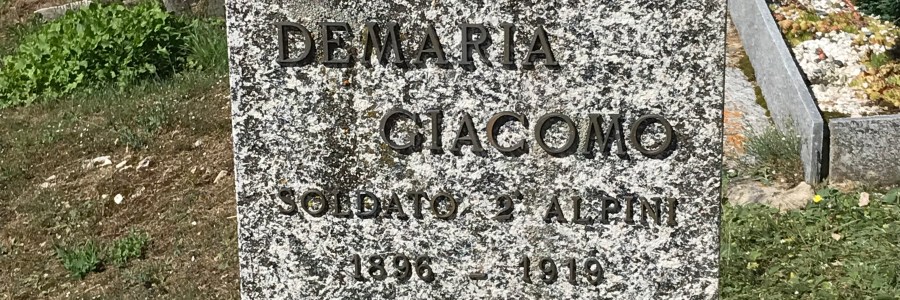 DEMARIA
GIACOMO
SOLDATO 2° ALPINI
1896 - 1919